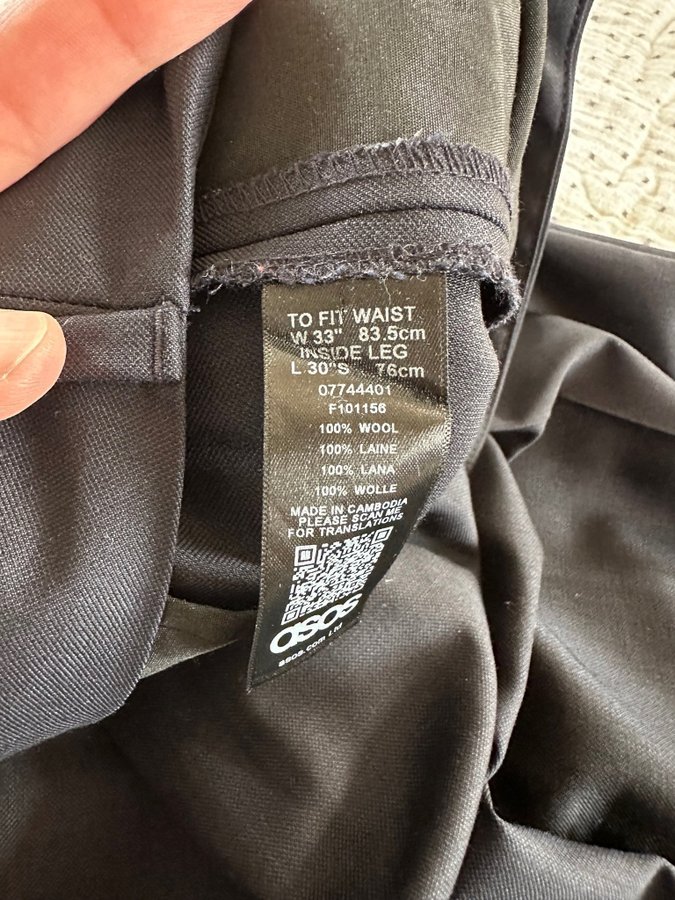 TO FIT WAIST
W 33" 83.5cm
INSIDE LEG
L 30"S 76cm
07744401
F101156
100% WOOL
100% LAINE
100% LANA
100% WOLLE
MADE IN CAMBODIA
PLEASE SCAN ME
FOR TRANSLATIONS
asos
asos.com Ltd